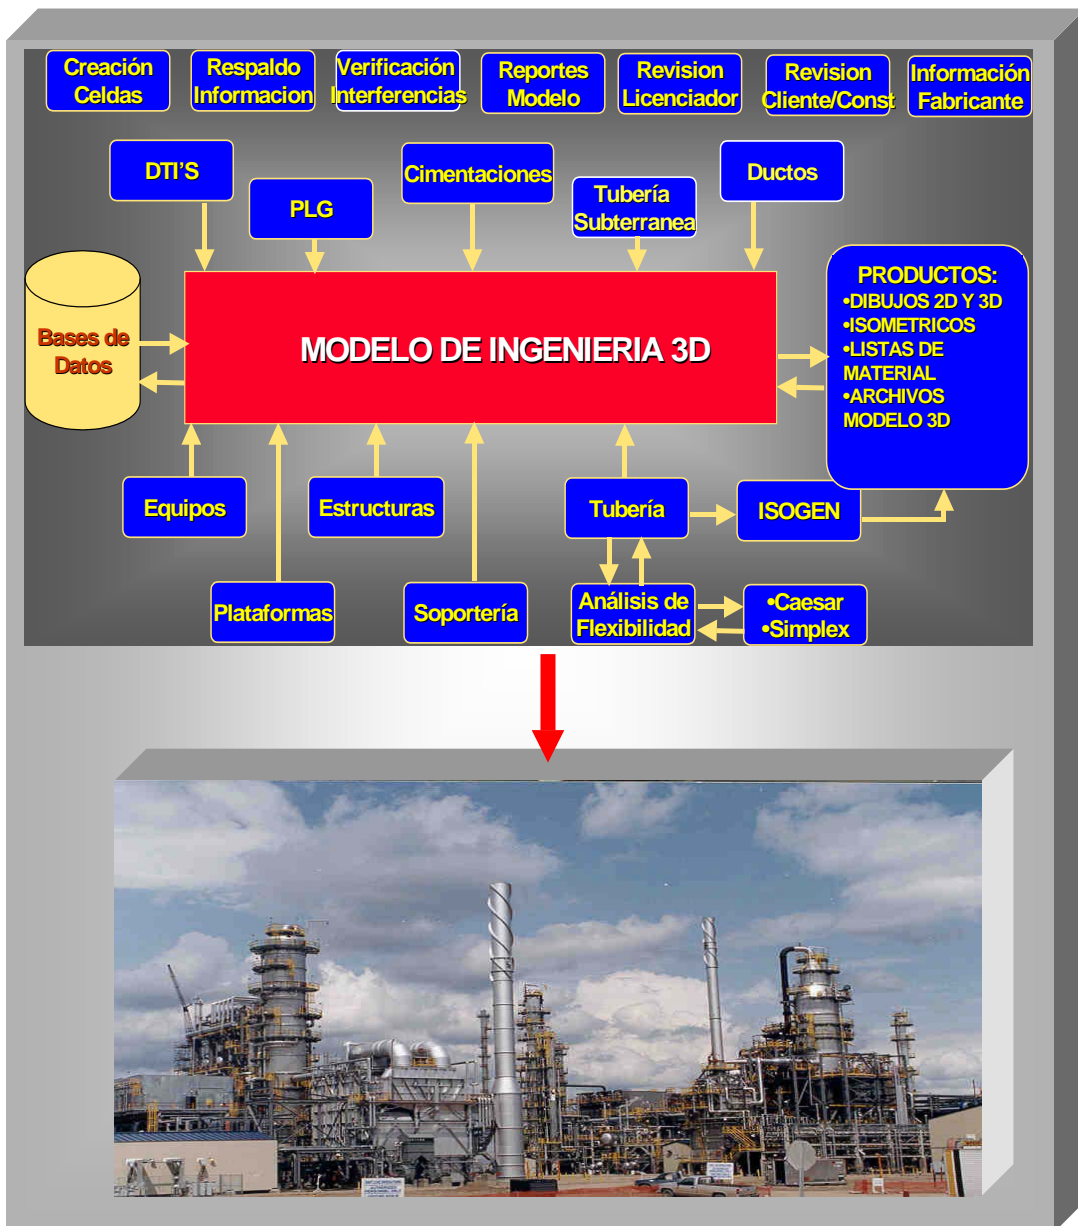 Creación
Celdas
Respaldo
Informacion
Verificación
Interferencias
Reportes
Modelo
Revision
Licenciador
Revision
Cliente/Const
Información
Fabricante
DTI'S
PLG
Cimentaciones
Tubería
Subterranea
Ductos
Bases de
Datos
MODELO DE INGENIERIA 3D
PRODUCTOS:
•DIBUJOS 2D Y 3D
•ISOMETRICOS
•LISTAS DE
MATERIAL
•ARCHIVOS
MODELO 3D
Equipos
Estructuras
Tubería
ISOGEN
Plataformas
Soportería
Análisis de
Flexibilidad
•Caesar
•Simplex